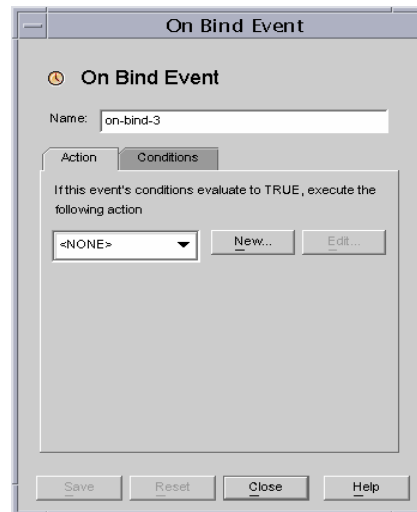 On Bind Event
On Bind Event
Name: on-bind-3
Action Conditions
If this event's conditions evaluate to TRUE, execute the
following action
<NONE> New... Edit...
Save Reset Close Help